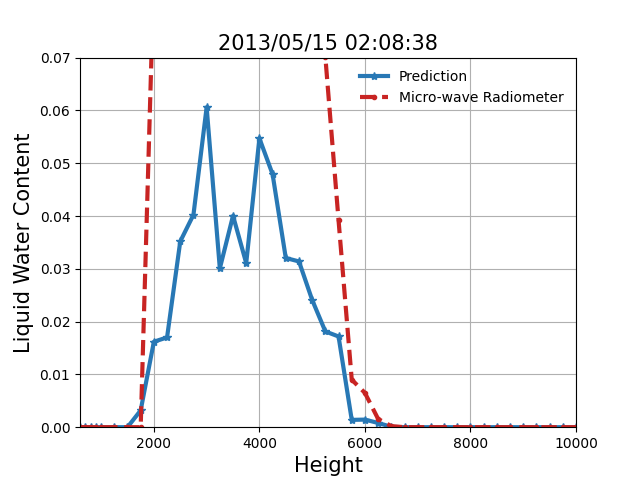 2013/05/15 02:08:38
0.07
0.06
0.05
0.04
0.03
0.02
0.01
0.00
Liquid Water Content
Prediction
Micro-wave Radiometer
2000 4000 6000 8000 10000
Height